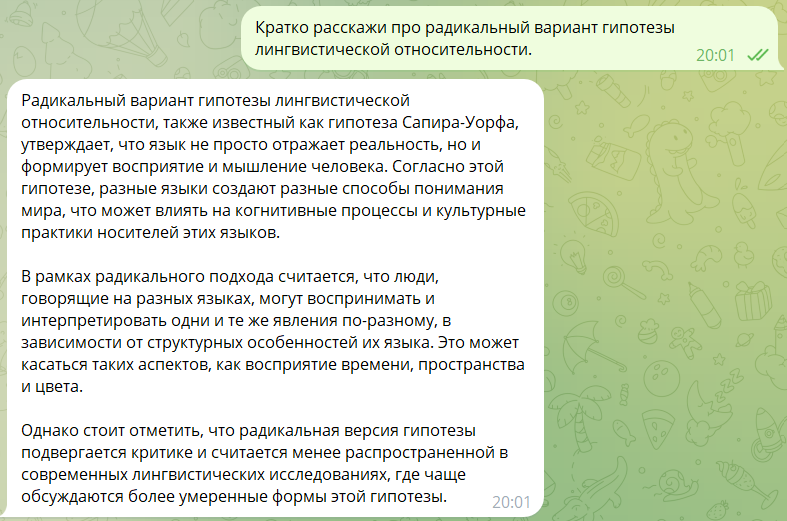 Кратко расскажи про радикальный вариант гипотезы
лингвистической относительности.
20:01
Радикальный вариант гипотезы лингвистической
относительности, также известный как гипотеза Сапира-Уорфа,
утверждает, что язык не просто отражает реальность, но и
формирует восприятие и мышление человека. Согласно этой
гипотезе, разные языки создают разные способы понимания
мира, что может влиять на когнитивные процессы и культурные
практики носителей этих языков.
В рамках радикального подхода считается, что люди,
говорящие на разных языках, могут воспринимать и
интерпретировать одни и те же явления по-разному, в
зависимости от структурных особенностей их языка. Это может
касаться таких аспектов, как восприятие времени, пространства
и цвета.
Однако стоит отметить, что радикальная версия гипотезы
подвергается критике и считается менее распространенной в
современных лингвистических исследованиях, где чаще
обсуждаются более умеренные формы этой гипотезы.
20:01